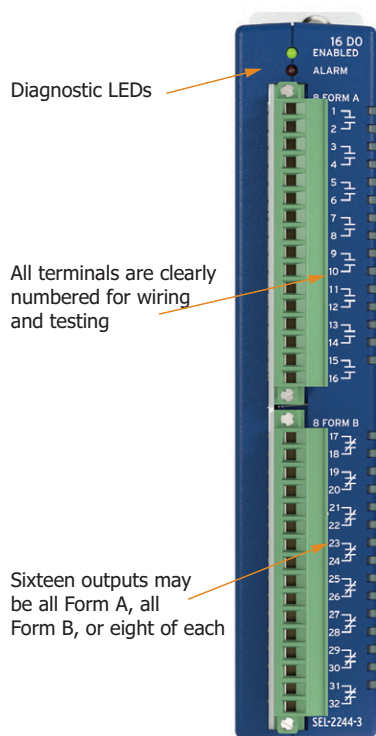 16 DO
ENABLED
ALARM
Diagnostic LEDs
8 FORM A
1
2
3
4
5
6
7
8
9
10
11
12
13
14
15
16
All terminals are clearly
numbered for wiring
and testing
8 FORM B
17
18
19
20
21
22
23
24
25
26
27
28
29
30
31
32
Sixteen outputs may
be all Form A, all
Form B, or eight of each
SEL-2244-3